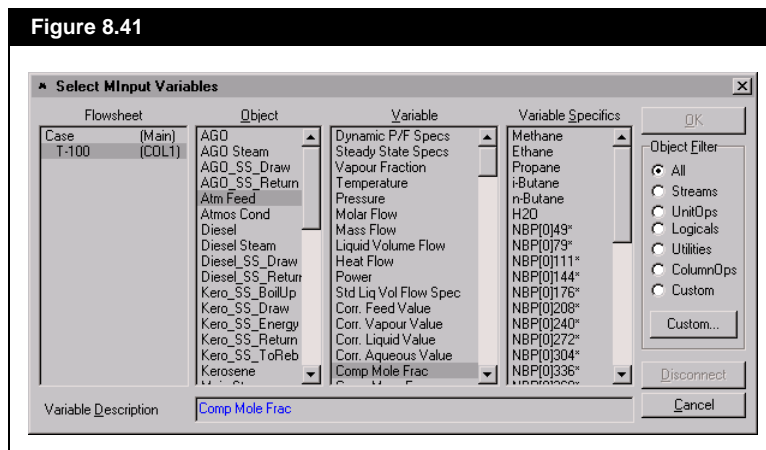 Figure 8.41
Select MInput Variables
Flowsheet
Case (Main)
T-100 (COL1)
Object
AGO
AGO Steam
AGO_SS_Draw
AGO_SS_Return
Atm Feed
Atmos Cond
Diesel
Diesel Steam
Diesel_SS_Draw
Diesel_SS_Return
Kero_SS_BoilUp
Kero_SS_Draw
Kero_SS_Energy
Kero_SS_Return
Kero_SS_ToReb
Kerosene
Variable
Dynamic P/F Specs
Steady State Specs
Vapour Fraction
Temperature
Pressure
Molar Flow
Mass Flow
Liquid Volume Flow
Heat Flow
Power
Std Liq Vol Flow Spec
Corr. Feed Value
Corr. Vapour Value
Corr. Liquid Value
Corr. Aqueous Value
Comp Mole Frac
Variable Specifics
Methane
Ethane
Propane
i-Butane
n-Butane
H2O
NBP[0]49*
NBP[0]79*
NBP[0]111*
NBP[0]144*
NBP[0]176*
NBP[0]208*
NBP[0]240*
NBP[0]272*
NBP[0]304*
NBP[0]336*
OK
Object Filter
All
Streams
UnitOps
Logicals
Utilities
ColumnOps
Custom
Custom...
Disconnect
Cancel
Variable Description Comp Mole Frac